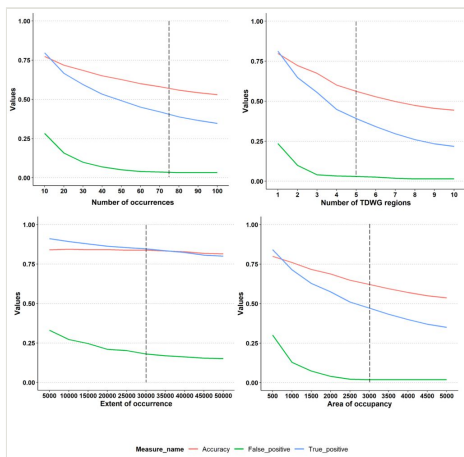 Values
1.00
0.75
0.50
0.25
0.00
10 20 30 40 50 60 70 80 90 100
Number of occurrences
Values
1.00
0.75
0.50
0.25
0.00
1 2 3 4 5 6 7 8 9 10
Number of TDWG regions
Values
1.00
0.75
0.50
0.25
0.00
5000 10000 15000 20000 25000 30000 35000 40000 45000 50000
Extent of occurrence
Values
1.00
0.75
0.50
0.25
0.00
500 1000 1500 2000 2500 3000 3500 4000 4500 5000
Area of occupancy
Measure_name Accuracy False_positive True_positive